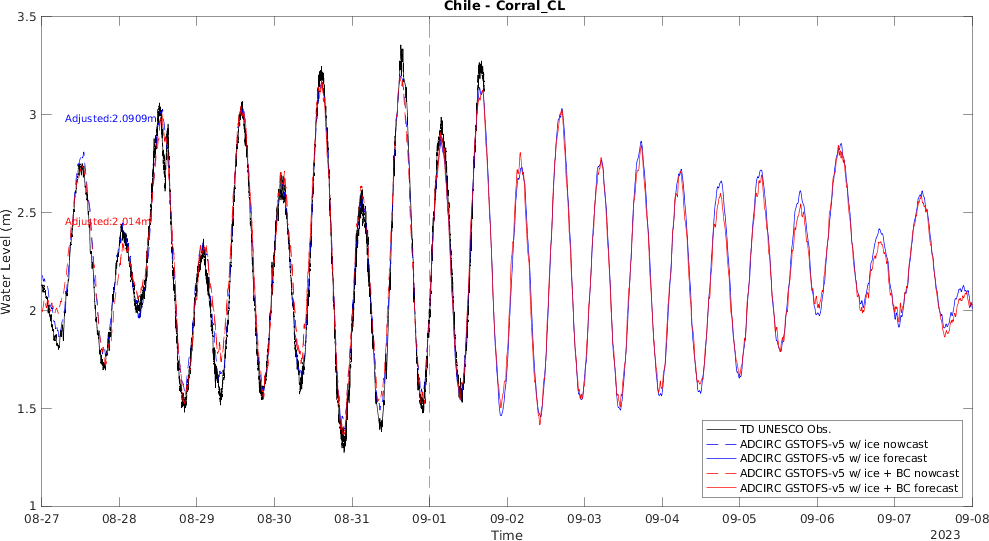 Chile - Corral_CL
3.5
3
2.5
2
1.5
1
Water Level (m)
Adjusted:2.0909m
Adjusted:2.014m
TD UNESCO Obs.
ADCIRC GSTOFS-v5 w/ ice nowcast
ADCIRC GSTOFS-v5 w/ ice forecast
ADCIRC GSTOFS-v5 w/ ice + BC nowcast
ADCIRC GSTOFS-v5 w/ ice + BC forecast
08-27 08-28 08-29 08-30 08-31 09-01 09-02 09-03 09-04 09-05 09-06 09-07 09-08
Time
2023